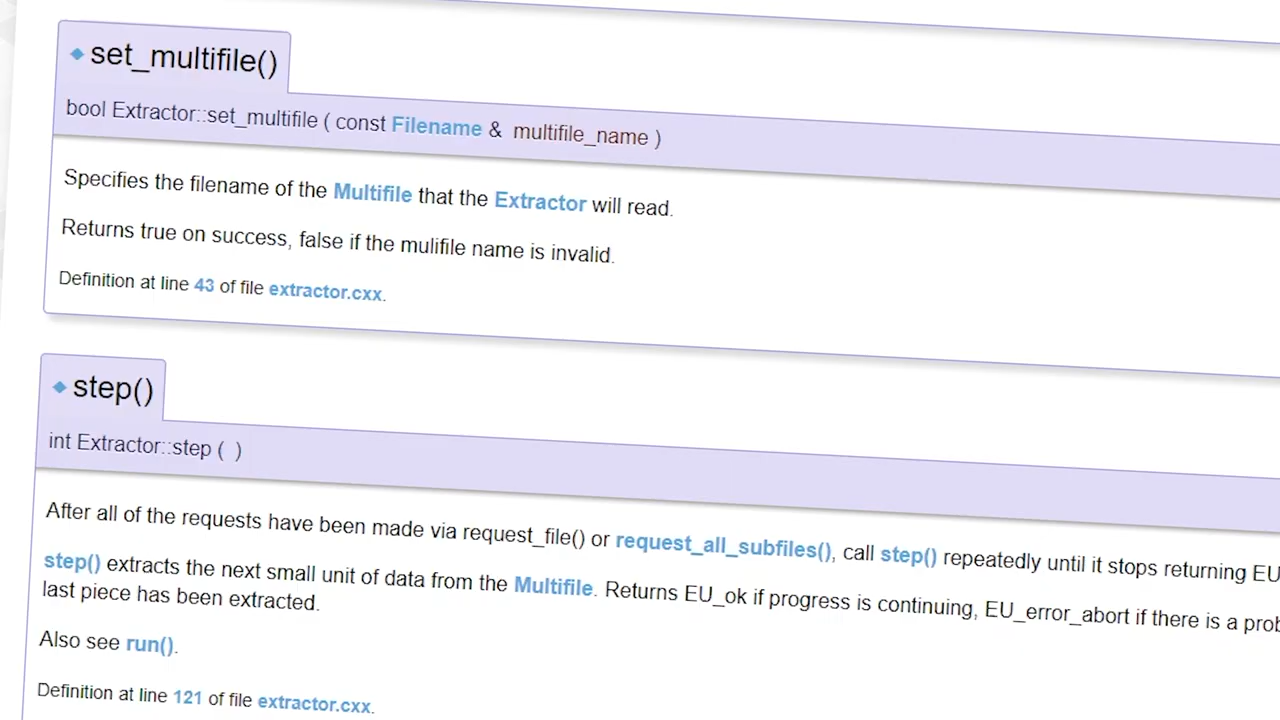 set_multifile()
bool Extractor::set_multifile ( const Filename & multifile_name )
Specifies the filename of the Multifile that the Extractor will read.
Returns true on success, false if the mulifile name is invalid.
Definition at line 43 of file extractor.cxx.
step()
int Extractor::step ( )
After all of the requests have been made via request_file() or request_all_subfiles(), call step() repeatedly until it stops returning EU
step() extracts the next small unit of data from the Multifile. Returns EU_ok if progress is continuing, EU_error_abort if there is a prob
last piece has been extracted.
Also see run().
Definition at line 121 of file extractor.cxx.